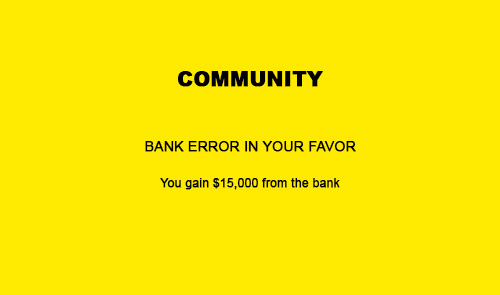 COMMUNITY
BANK ERROR IN YOUR FAVOR
You gain $15,000 from the bank